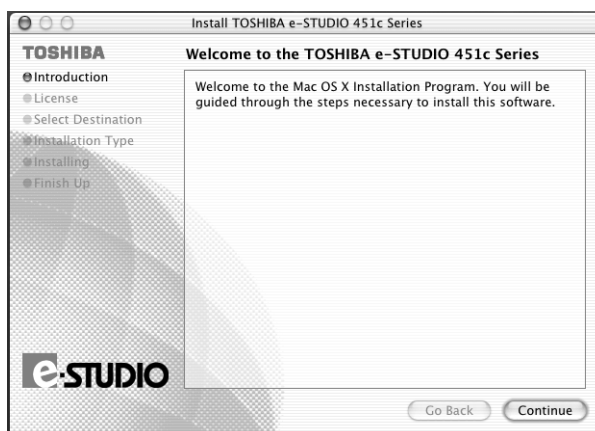 Install TOSHIBA e-STUDIO 451c Series
TOSHIBA
Welcome to the TOSHIBA e-STUDIO 451c Series
Introduction
License
Select Destination
Installation Type
Installing
Finish Up
Welcome to the Mac OS X Installation Program. You will be
guided through the steps necessary to install this software.
e-STUDIO
Go Back
Continue